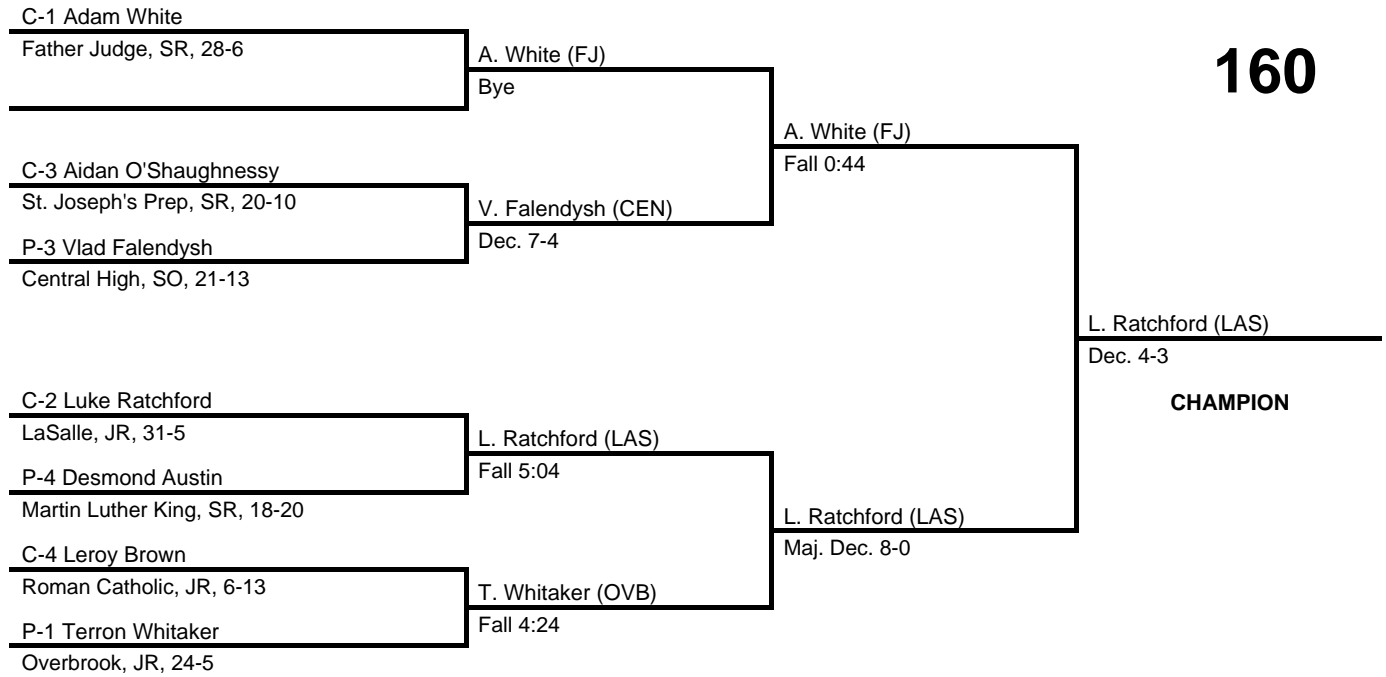 C-1 Adam White
Father Judge, SR, 28-6
A. White (FJ)
Bye
160
A. White (FJ)
Fall 0:44
C-3 Aidan O'Shaughnessy
St. Joseph's Prep, SR, 20-10
V. Falendysh (CEN)
Dec. 7-4
P-3 Vlad Falendysh
Central High, SO, 21-13
L. Ratchford (LAS)
Dec. 4-3
CHAMPION
C-2 Luke Ratchford
LaSalle, JR, 31-5
L. Ratchford (LAS)
Fall 5:04
P-4 Desmond Austin
Martin Luther King, SR, 18-20
L. Ratchford (LAS)
Maj. Dec. 8-0
C-4 Leroy Brown
Roman Catholic, JR, 6-13
T. Whitaker (OVB)
Fall 4:24
P-1 Terron Whitaker
Overbrook, JR, 24-5